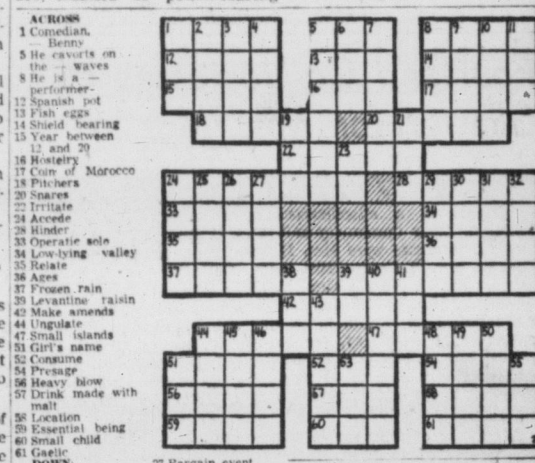 ACROSS
1 Comedian,
— Benny
5 He cavorts on
the — waves
8 He is a —
performer-
12 Spanish pot
13 Fish eggs
14 Shield bearing
15 Year between
12 and 20
16 Hostelry
17 Coin of Morocco
18 Pitchers
20 Snares
22 Irritate
24 Accede
28 Hinder
33 Operatic solo
34 Low-lying valley
35 Relate
36 Ages
37 Frozen rain
39 Levantine raisin
42 Make amends
44 Ungulate
47 Small islands
51 Girl's name
52 Consume
54 Presage
56 Heavy blow
57 Drink made with
malt
58 Location
59 Essential being
60 Small child
61 Gaelic
1 2 3 4 5 6 7 8 9 10 11
12 13 14
15 16 17
18 19 20 21
22 23
24 25 26 27 28 29 30 31 32
33 34
35 36
37 38 39 40 41
42 43
44 45 46 47 48 49 50
51 52 53 54 55
56 57 58
59 60 61